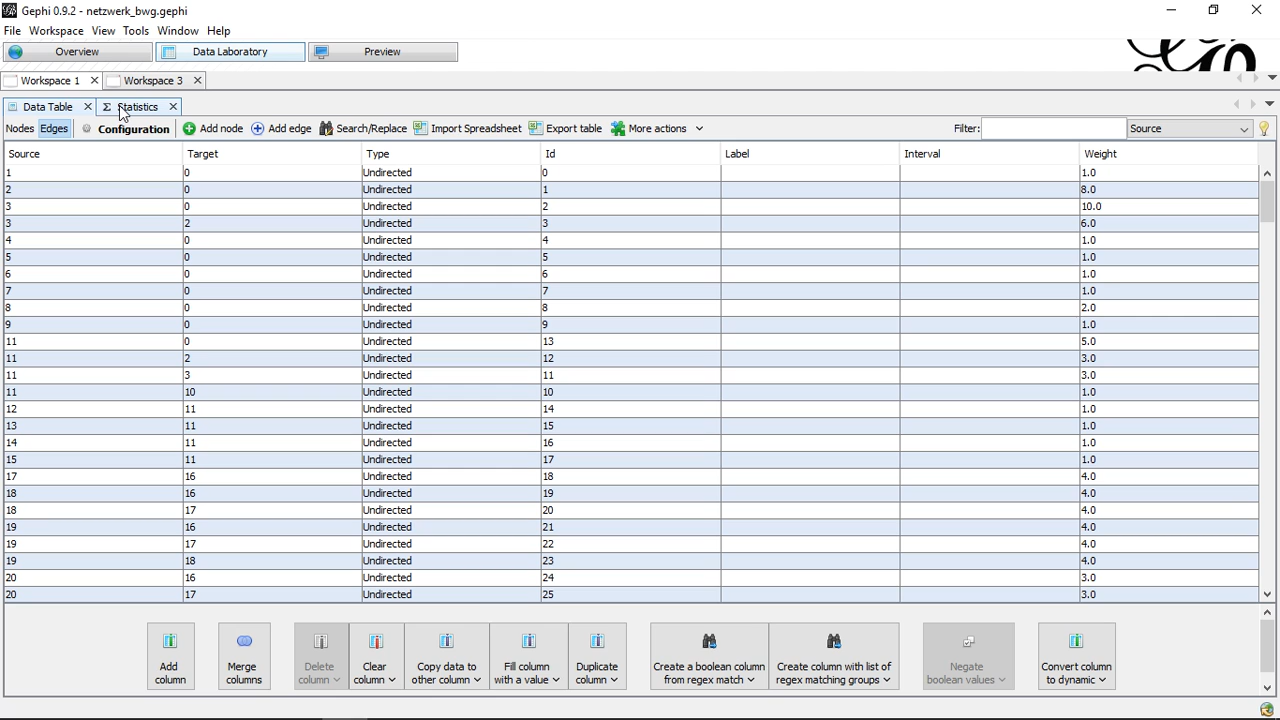 Gephi 0.9.2 - netzwerk_bwg.gephi
File Workspace View Tools Window Help
Overview Data Laboratory Preview
Workspace 1 Workspace 3
Data Table Statistics
Nodes Edges Configuration Add node Add edge Search/Replace Import Spreadsheet Export table More actions Filter: Source
Source Target Type Id Label Interval Weight
1 0 Undirected 0 1.0
2 0 Undirected 1 8.0
3 0 Undirected 2 10.0
3 2 Undirected 3 6.0
4 0 Undirected 4 1.0
5 0 Undirected 5 1.0
6 0 Undirected 6 1.0
7 0 Undirected 7 1.0
8 0 Undirected 8 2.0
9 0 Undirected 9 1.0
11 0 Undirected 13 5.0
11 2 Undirected 12 3.0
11 3 Undirected 11 3.0
11 10 Undirected 10 1.0
12 11 Undirected 14 1.0
13 11 Undirected 15 1.0
14 11 Undirected 16 1.0
15 11 Undirected 17 1.0
17 16 Undirected 18 4.0
18 16 Undirected 19 4.0
18 17 Undirected 20 4.0
19 16 Undirected 21 4.0
19 17 Undirected 22 4.0
19 18 Undirected 23 4.0
20 16 Undirected 24 3.0
20 17 Undirected 25 3.0
Add column
Merge columns
Delete column
Clear column
Copy data to other column
Fill column with a value
Duplicate column
Create a boolean column from regex match
Create column with list of regex matching groups
Negate boolean values
Convert column to dynamic